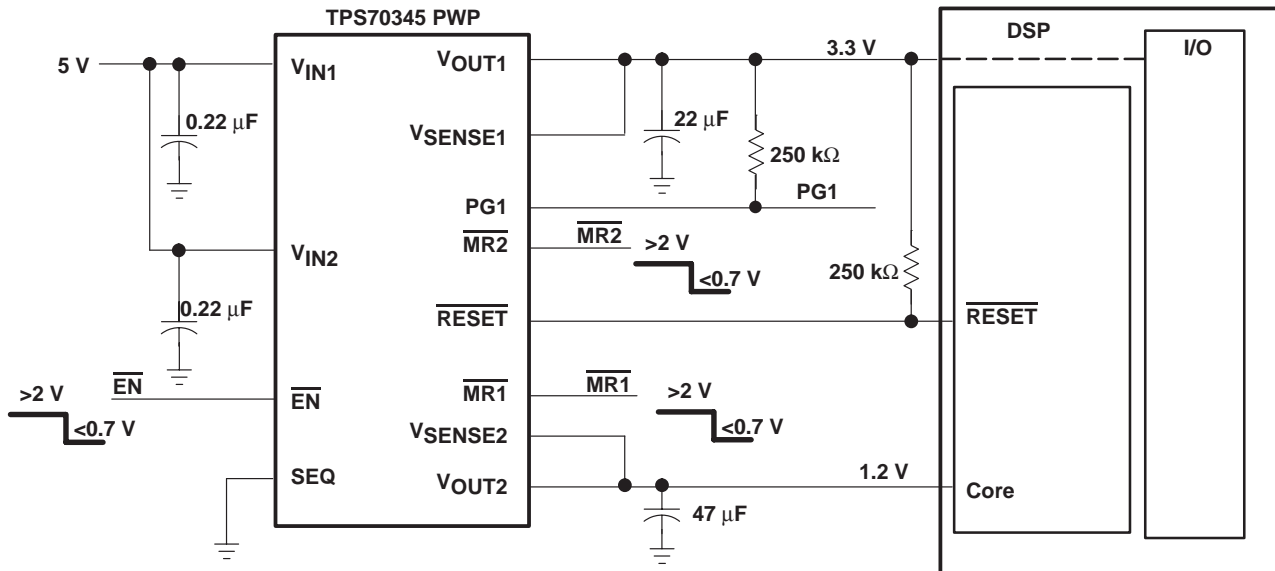 TPS70345 PWP
DSP
I/O
5 V
VIN1
VOUT1
3.3 V
0.22 μF
VSENSE1
22 μF
250 kΩ
PG1
PG1
MR2
MR2
>2 V
<0.7 V
VIN2
250 kΩ
0.22 μF
RESET
RESET
EN
EN
>2 V
<0.7 V
MR1
MR1
>2 V
<0.7 V
VSENSE2
SEQ
VOUT2
1.2 V
Core
47 μF